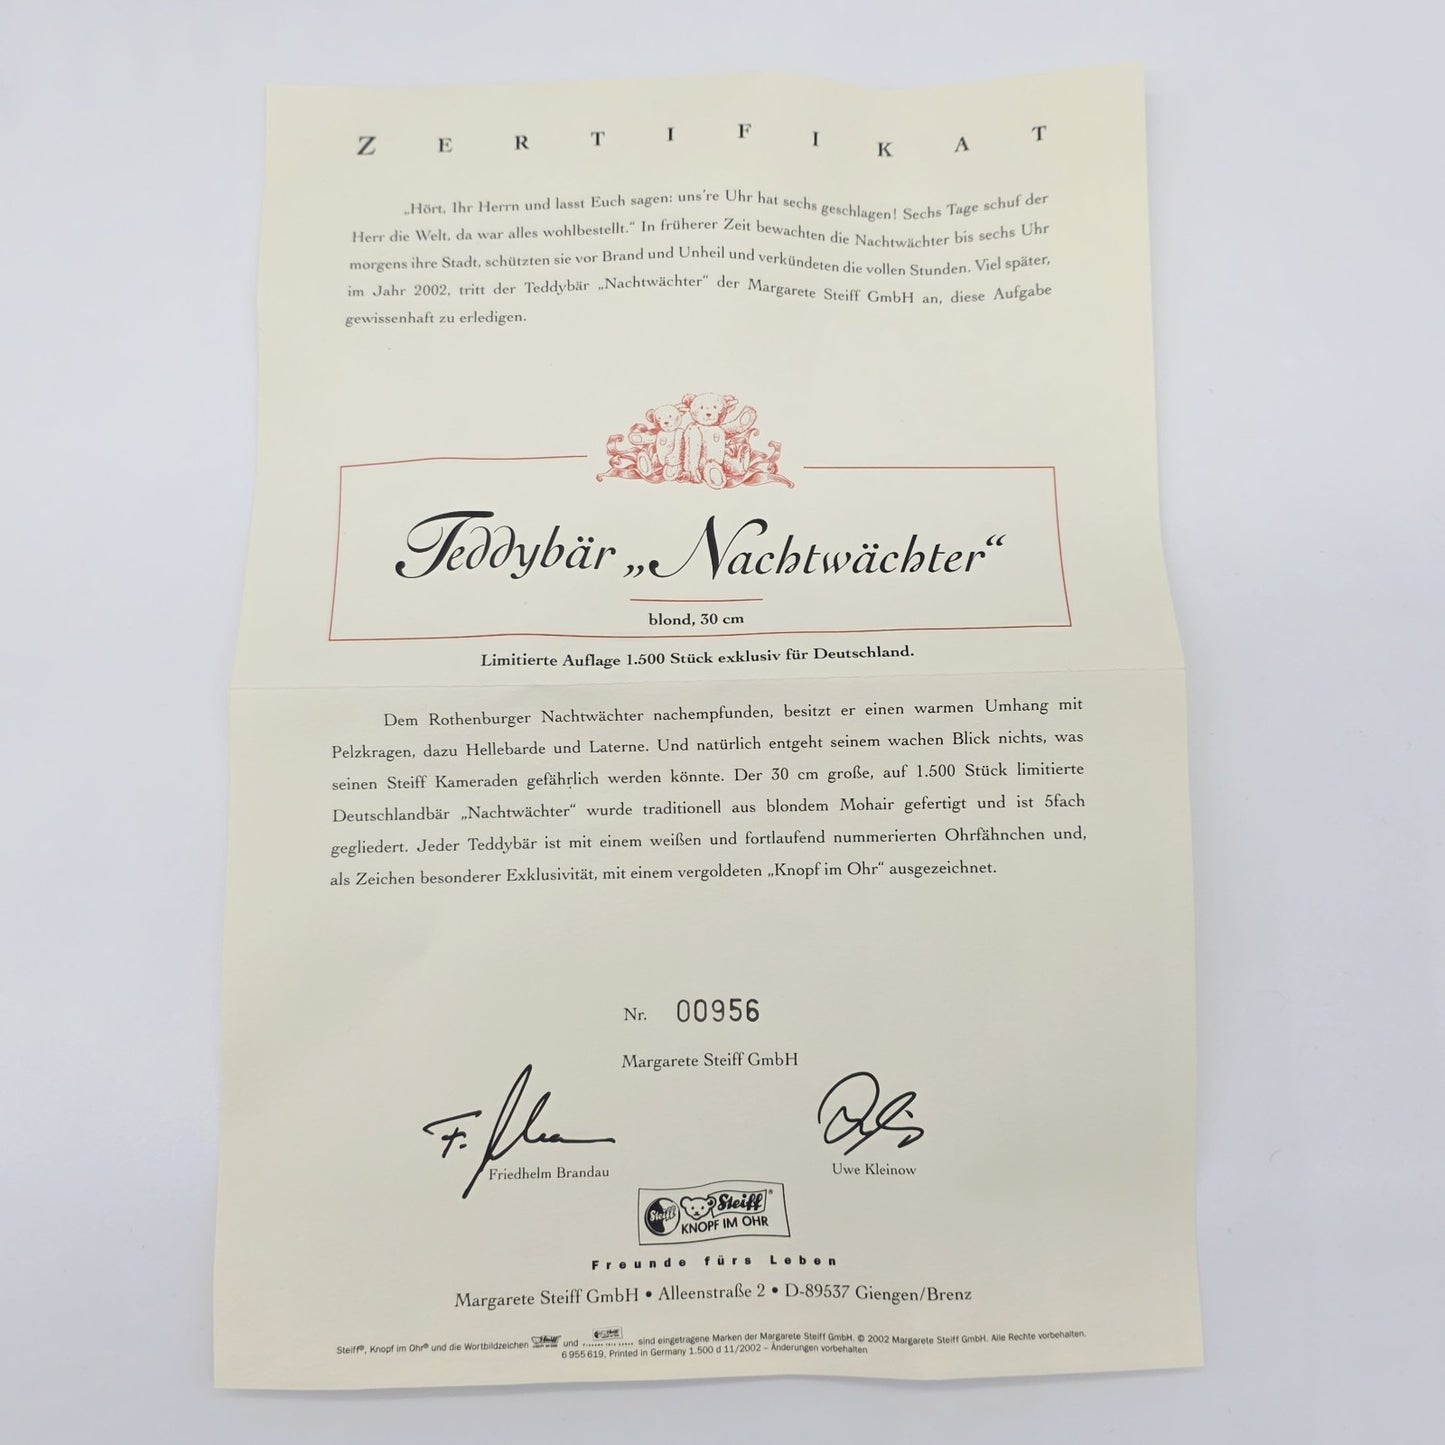 ZERTIFIKAT
„Hört, Ihr Herrn und lasst Euch sagen: uns're Uhr hat sechs geschlagen! Sechs Tage schuf der
Herr die Welt, da war alles wohlbestellt.“ In früherer Zeit bewachten die Nachtwächter bis sechs Uhr
morgens ihre Stadt, schützten sie vor Brand und Unheil und verkündeten die vollen Stunden. Viel später,
im Jahr 2002, tritt der Teddybär „Nachtwächter“ der Margarete Steiff GmbH an, diese Aufgabe
gewissenhaft zu erledigen.
Teddybär „Nachtwächter“
blond, 30 cm
Limitierte Auflage 1.500 Stück exklusiv für Deutschland.
Dem Rothenburger Nachtwächter nachempfunden, besitzt er einen warmen Umhang mit
Pelzkragen, dazu Hellebarde und Laterne. Und natürlich entgeht seinem wachen Blick nichts, was
seinen Steiff Kameraden gefährlich werden könnte. Der 30 cm große, auf 1.500 Stück limitierte
Deutschlandbär „Nachtwächter“ wurde traditionell aus blondem Mohair gefertigt und ist 5fach
gegliedert. Jeder Teddybär ist mit einem weißen und fortlaufend nummerierten Ohrfähnchen und,
als Zeichen besonderer Exklusivität, mit einem vergoldeten „Knopf im Ohr“ ausgezeichnet.
Nr. 00956
Margarete Steiff GmbH
Friedhelm Brandau
Uwe Kleinow
Steiff Steiff®
KNOPF IM OHR
Freunde fürs Leben
Margarete Steiff GmbH • Alleenstraße 2 • D-89537 Giengen/Brenz
Steiff®, Knopf im Ohr® und die Wortbildzeichen und sind eingetragene Marken der Margarete Steiff GmbH. © 2002 Margarete Steiff GmbH. Alle Rechte vorbehalten.
6 955 619, Printed in Germany 1.500 d 11/2002 – Änderungen vorbehalten